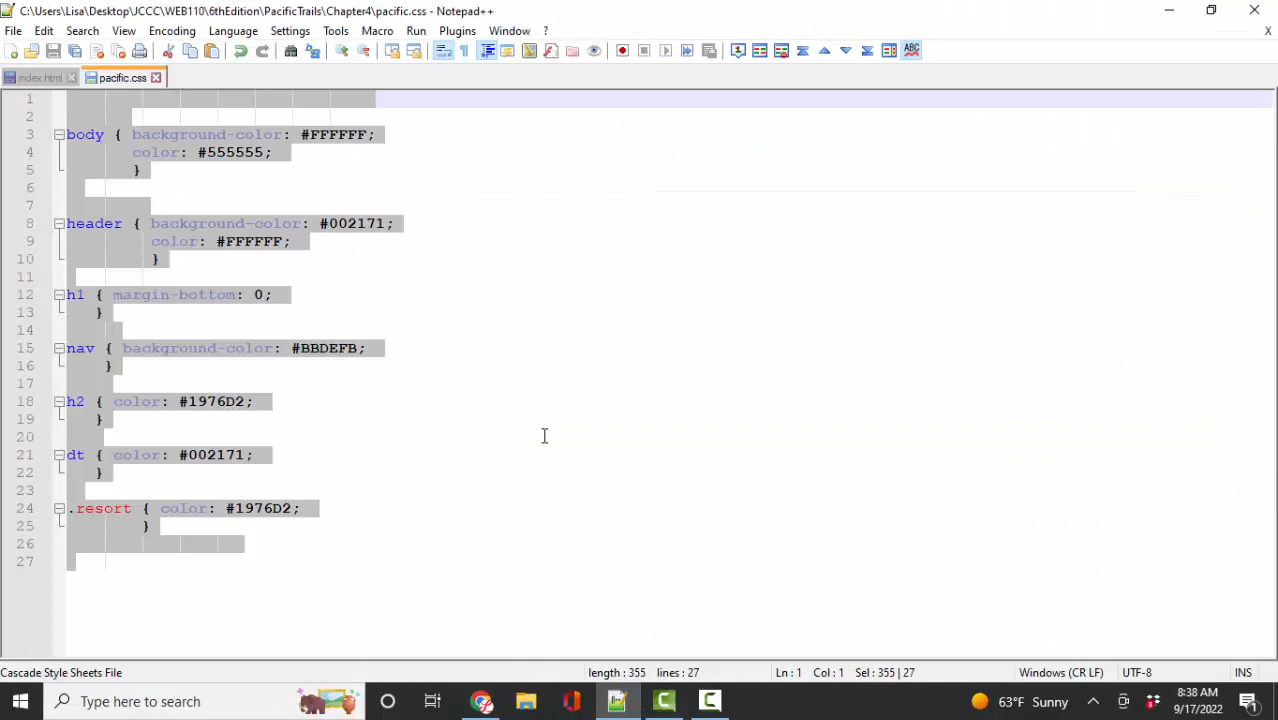 C:\Users\Lisa\Desktop\JCCC\WEB110\6thEdition\PacificTrails\Chapter4\pacific.css - Notepad++
File Edit Search View Encoding Language Settings Tools Macro Run Plugins Window ? X
index.html pacific.css
1
2
3 body { background-color: #FFFFFF;
4 color: #555555;
5 }
6
7
8 header { background-color: #002171;
9 color: #FFFFFF;
10 }
11
12 h1 { margin-bottom: 0;
13 }
14
15 nav { background-color: #BBDEFB;
16 }
17
18 h2 { color: #1976D2;
19 }
20
21 dt { color: #002171;
22 }
23
24 .resort { color: #1976D2;
25 }
26
27
Cascade Style Sheets File length : 355 lines : 27 Ln : 1 Col : 1 Sel : 355 | 27 Windows (CR LF) UTF-8 INS
Type here to search 63°F Sunny 8:38 AM
9/17/2022